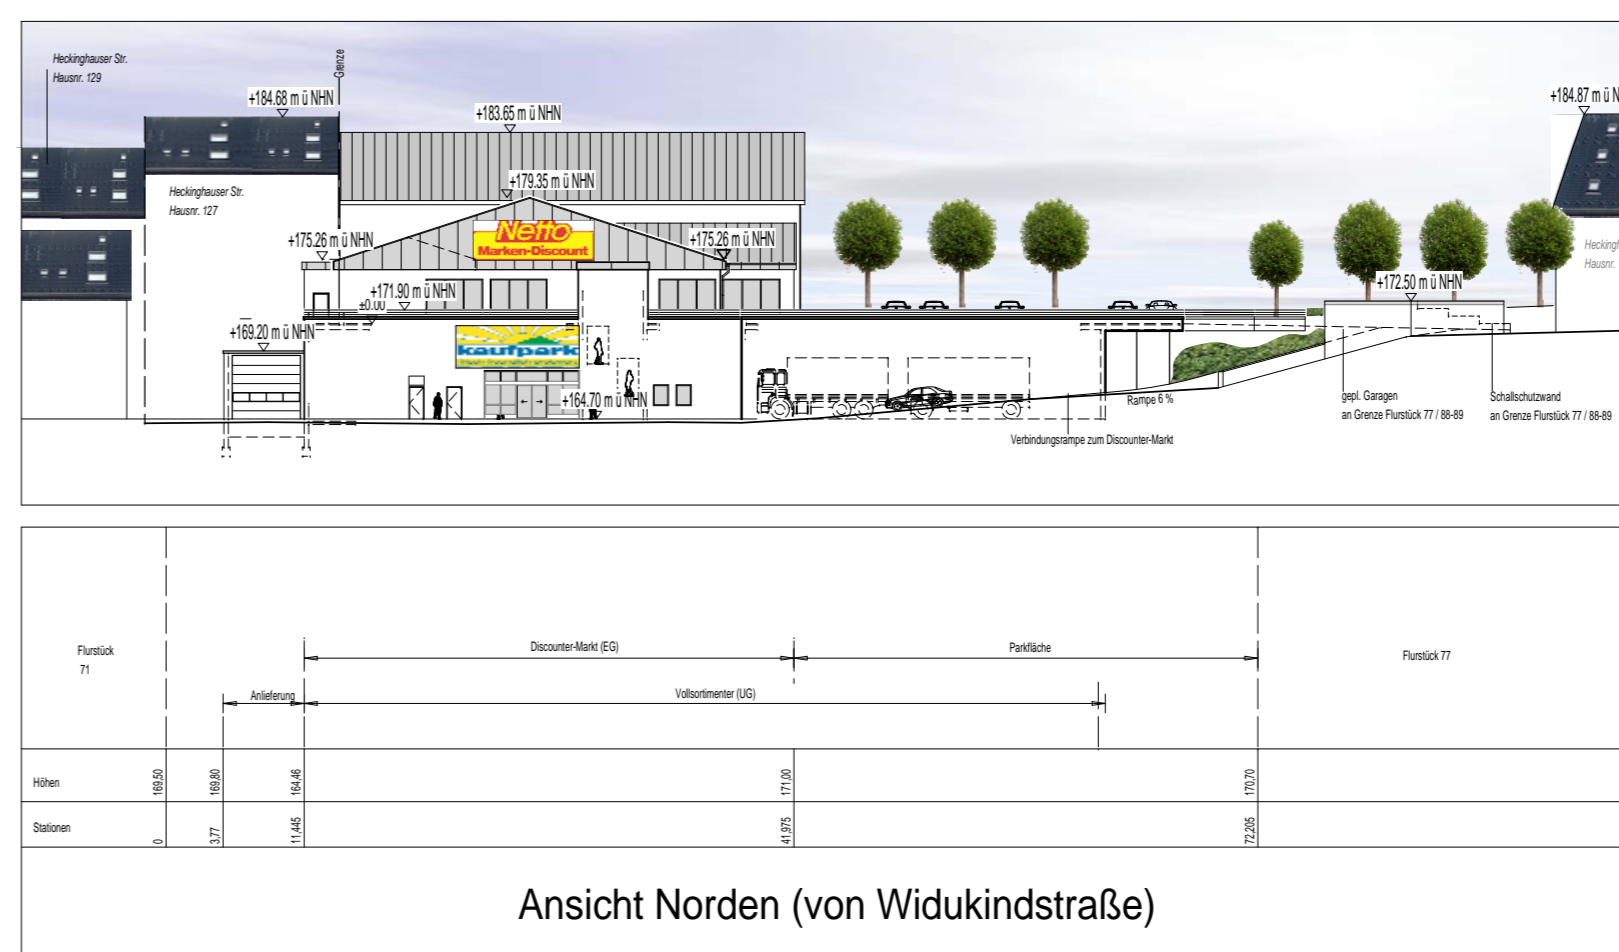 Heckinghauser Str.
Hausnr. 129
Grenze
+184.68 m ü NHN
+183.65 m ü NHN
+184.87 m ü N
Heckinghauser Str.
Hausnr. 127
+179.35 m ü NHN
Netto
Marken-Discount
+175.26 m ü NHN
+175.26 m ü NHN
Hausnr.
+172.50 m ü NHN
+171.90 m ü NHN
±0.00
+169.20 m ü NHN
kaufpark
+164.70 m ü NHN
Rampe 6 %
gepl. Garagen
an Grenze Flurstück 77 / 88-89
Schallschutzwand
an Grenze Flurstück 77 / 88-89
Verbindungsrampe zum Discounter-Markt
Flurstück
71
Discounter-Markt (EG)
Parkfläche
Flurstück 77
Anlieferung
Vollsortimenter (UG)
Höhen 169,50 169,80 164,46 171,00 170,70
Stationen 0 3,77 11,445 41,975 72,205
Ansicht Norden (von Widukindstraße)